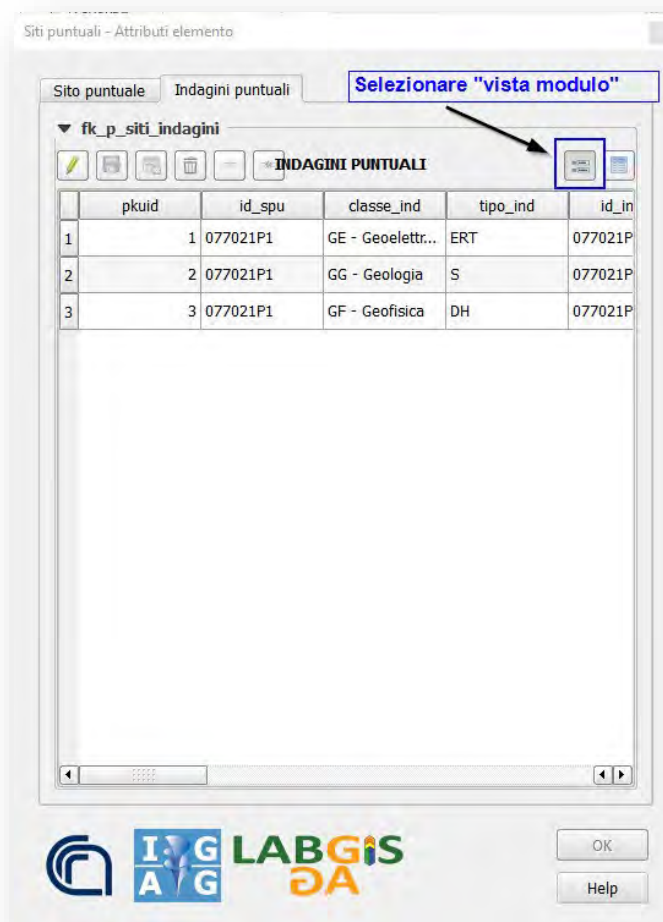 Siti puntuali - Attributi elemento
Sito puntuale Indagini puntuali
Selezionare "vista modulo"
fk_p_siti_indagini
INDAGINI PUNTUALI
pkuid id_spu classe_ind tipo_ind id_in
1 1 077021P1 GE - Geoelettr... ERT 077021P
2 2 077021P1 GG - Geologia S 077021P
3 3 077021P1 GF - Geofisica DH 077021P
I G
A G
LABGIS
GA
OK
Help